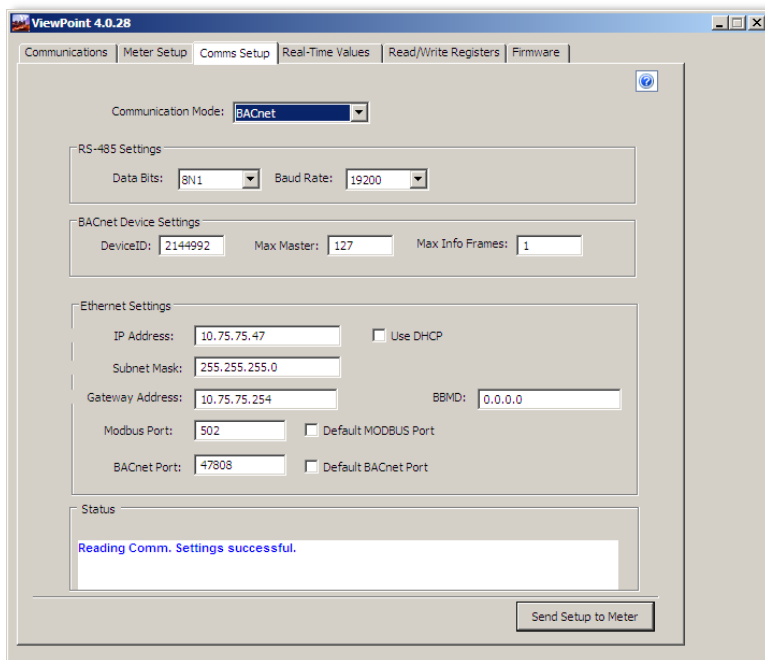 ViewPoint 4.0.28
Communications Meter Setup Comms Setup Real-Time Values Read/Write Registers Firmware
Communication Mode: BACnet
RS-485 Settings
Data Bits: 8N1 Baud Rate: 19200
BACnet Device Settings
DeviceID: 2144992 Max Master: 127 Max Info Frames: 1
Ethernet Settings
IP Address: 10.75.75.47 Use DHCP
Subnet Mask: 255.255.255.0
Gateway Address: 10.75.75.254 BBMD: 0.0.0.0
Modbus Port: 502 Default MODBUS Port
BACnet Port: 47808 Default BACnet Port
Status
Reading Comm. Settings successful.
Send Setup to Meter